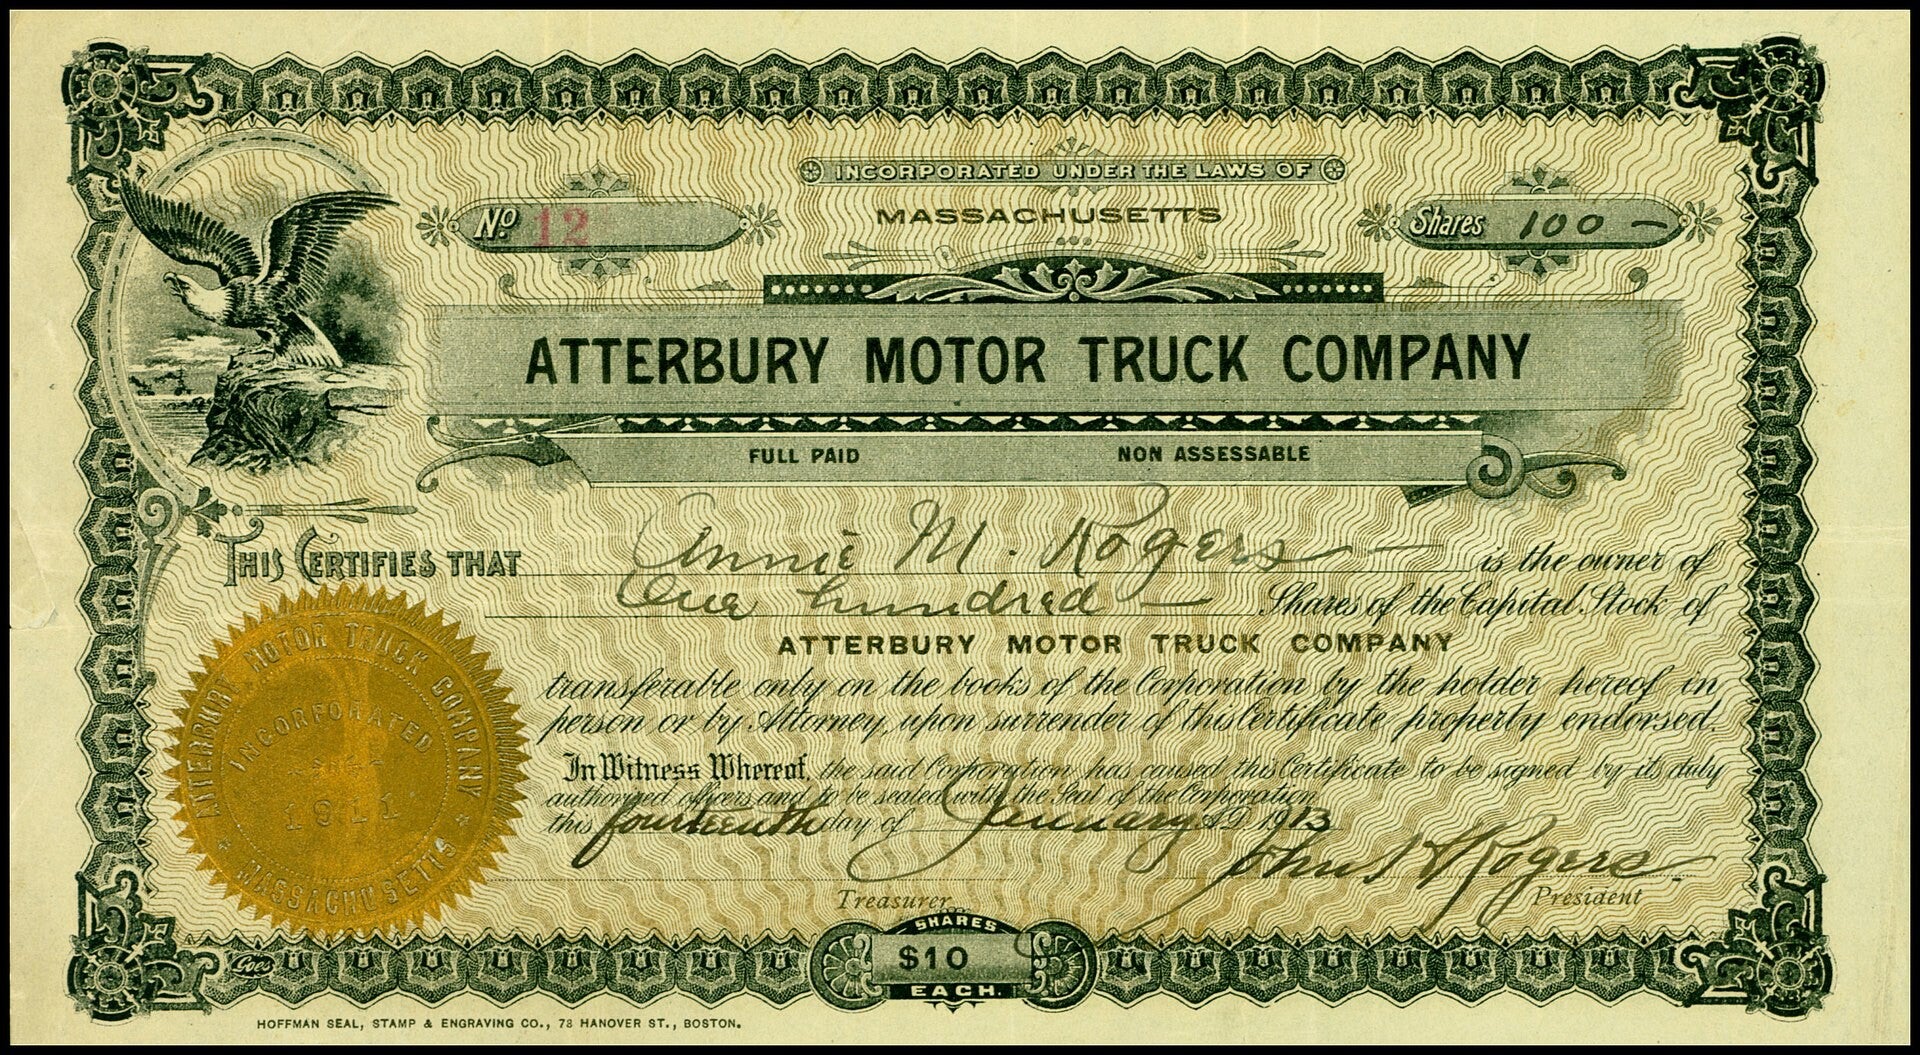 INCORPORATED UNDER THE LAWS OF
MASSACHUSETTS
No 12
Shares 100 —
ATTERBURY MOTOR TRUCK COMPANY
FULL PAID NON ASSESSABLE
THIS CERTIFIES THAT Annie M. Rogers — is the owner of
One hundred — Shares of the Capital Stock of
ATTERBURY MOTOR TRUCK COMPANY
transferable only on the books of the Corporation by the holder hereof in
person or by Attorney, upon surrender of this Certificate properly endorsed.
In Witness Whereof, the said Corporation has caused this Certificate to be signed by its duly
authorized officers and to be sealed with the Seal of the Corporation
this fourteenth day of January A.D. 1913
John Rogers
Treasurer President
ATTERBURY MOTOR TRUCK COMPANY
INCORPORATED
1911
MASSACHUSETTS
SHARES
$10
EACH.
Goes
HOFFMAN SEAL, STAMP & ENGRAVING CO., 73 HANOVER ST., BOSTON.